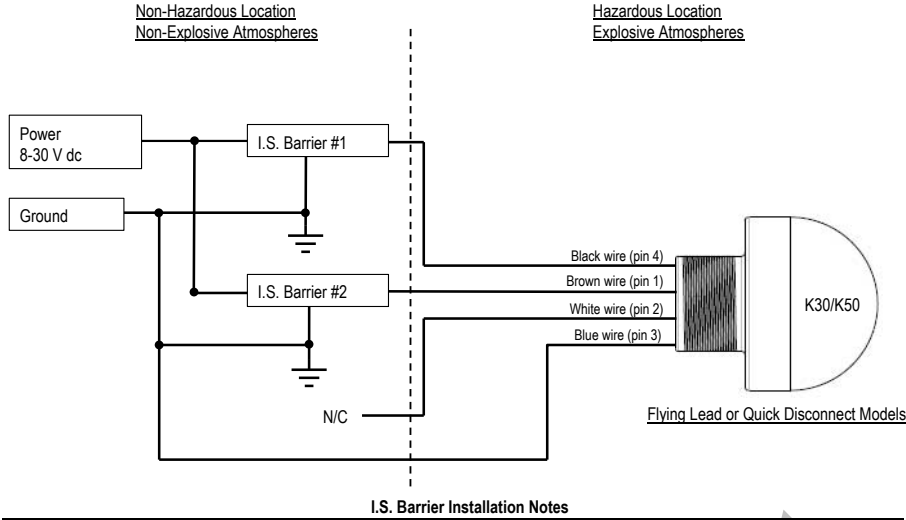 Non-Hazardous Location
Non-Explosive Atmospheres
Hazardous Location
Explosive Atmospheres
Power
8-30 V dc
I.S. Barrier #1
Ground
I.S. Barrier #2
Black wire (pin 4)
Brown wire (pin 1)
White wire (pin 2)
Blue wire (pin 3)
K30/K50
N/C
Flying Lead or Quick Disconnect Models
I.S. Barrier Installation Notes